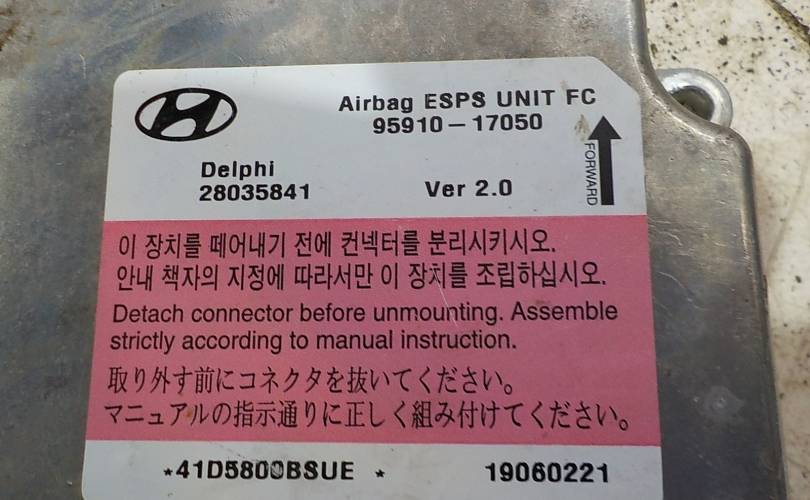 Airbag ESPS UNIT FC
95910-17050
Delphi
28035841
Ver 2.0
FORWARD
이 장치를 떼어내기 전에 컨넥터를 분리시키시오.
안내 책자의 지정에 따라서만 이 장치를 조립하십시오.
Detach connector before unmounting. Assemble
strictly according to manual instruction.
取り外す前にコネクタを抜いてください。
マニュアルの指示通りに正しく組み付けてください。
*41D5800BSUE *
19060221